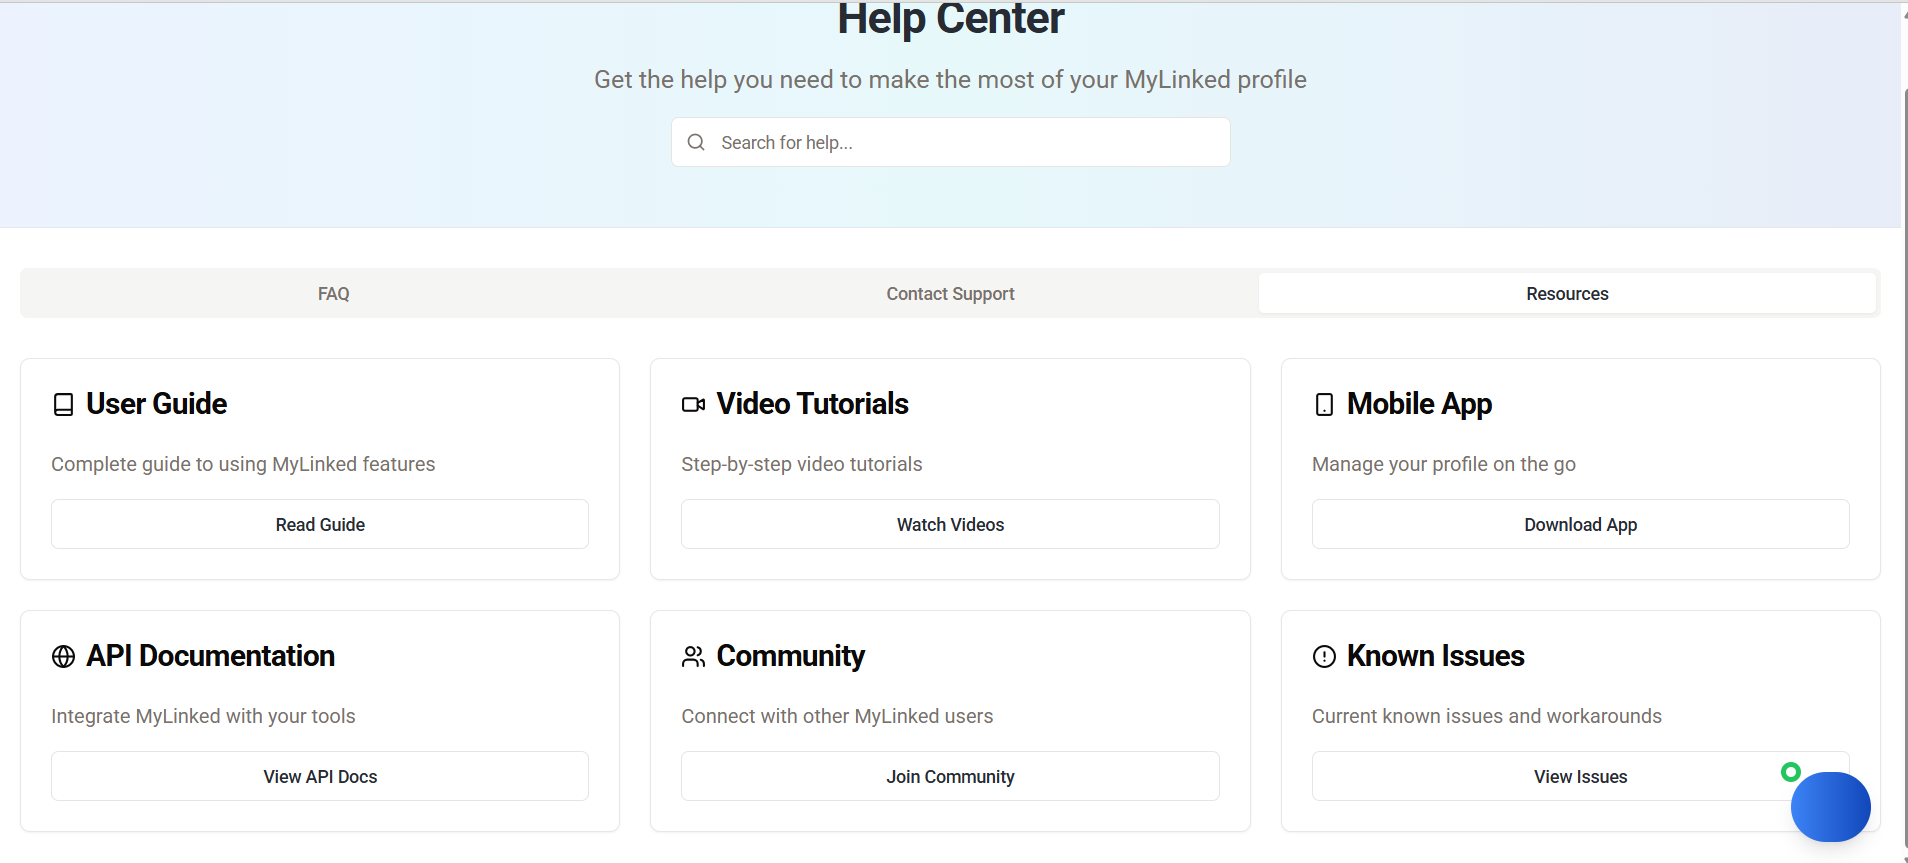 Help Center
Get the help you need to make the most of your MyLinked profile
Search for help...
FAQ
Contact Support
Resources
User Guide
Complete guide to using MyLinked features
Read Guide
Video Tutorials
Step-by-step video tutorials
Watch Videos
Mobile App
Manage your profile on the go
Download App
API Documentation
Integrate MyLinked with your tools
View API Docs
Community
Connect with other MyLinked users
Join Community
Known Issues
Current known issues and workarounds
View Issues